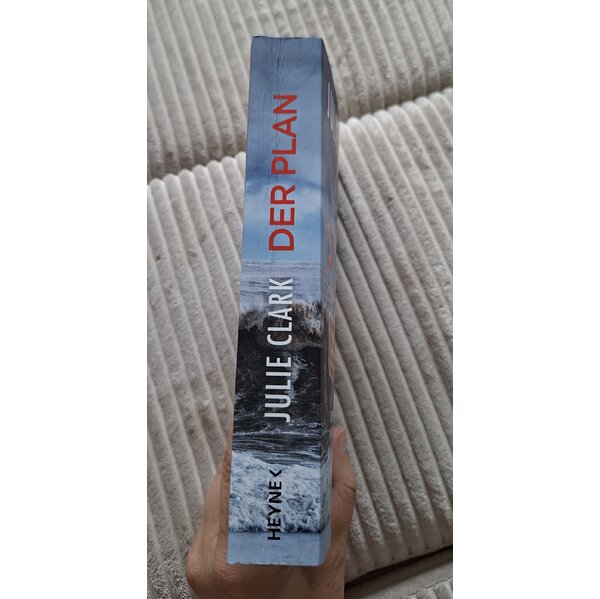 HEYNE<
JULIE CLARK
DER PLAN